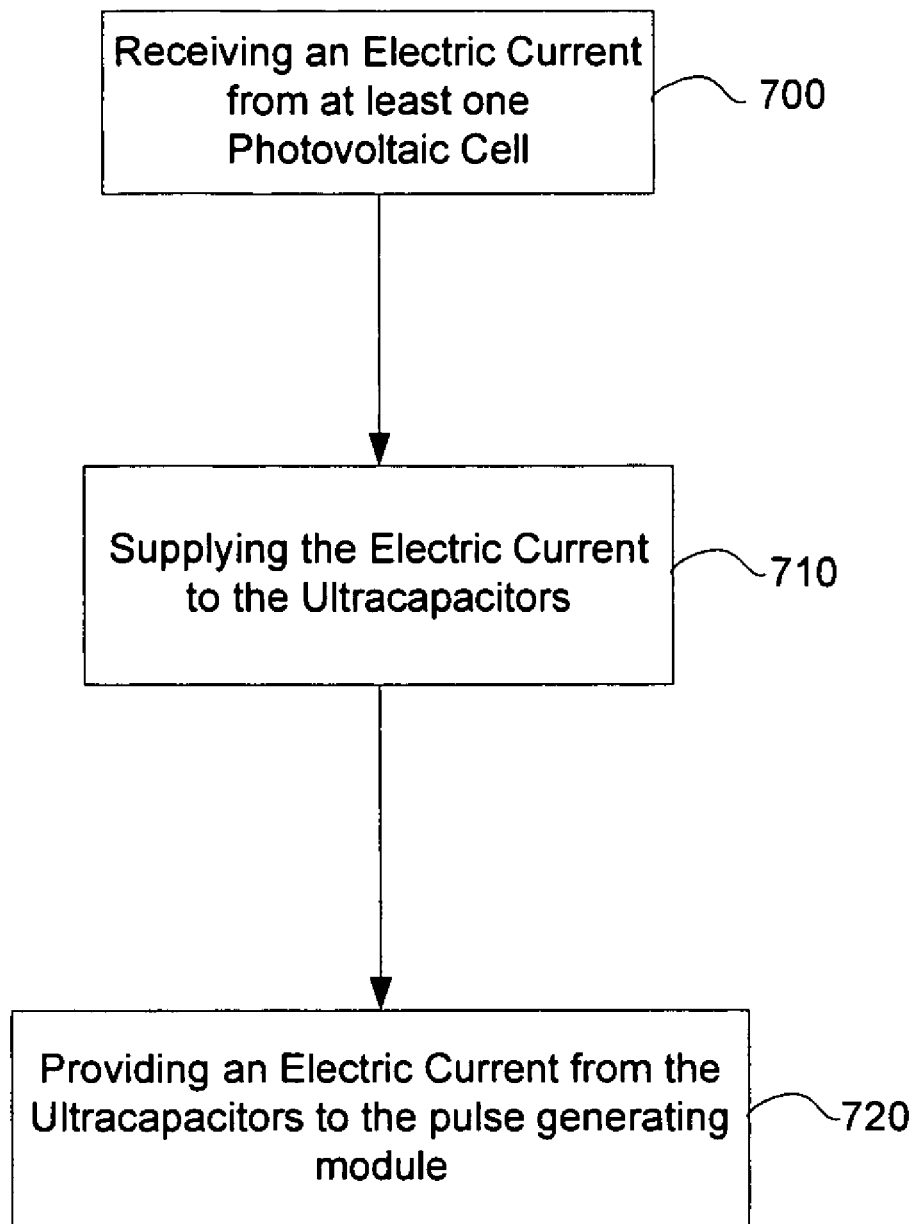 Receiving an Electric Current
from at least one
Photovoltaic Cell
700
Supplying the Electric Current
to the Ultracapacitors
710
Providing an Electric Current from the
Ultracapacitors to the pulse generating
module
720